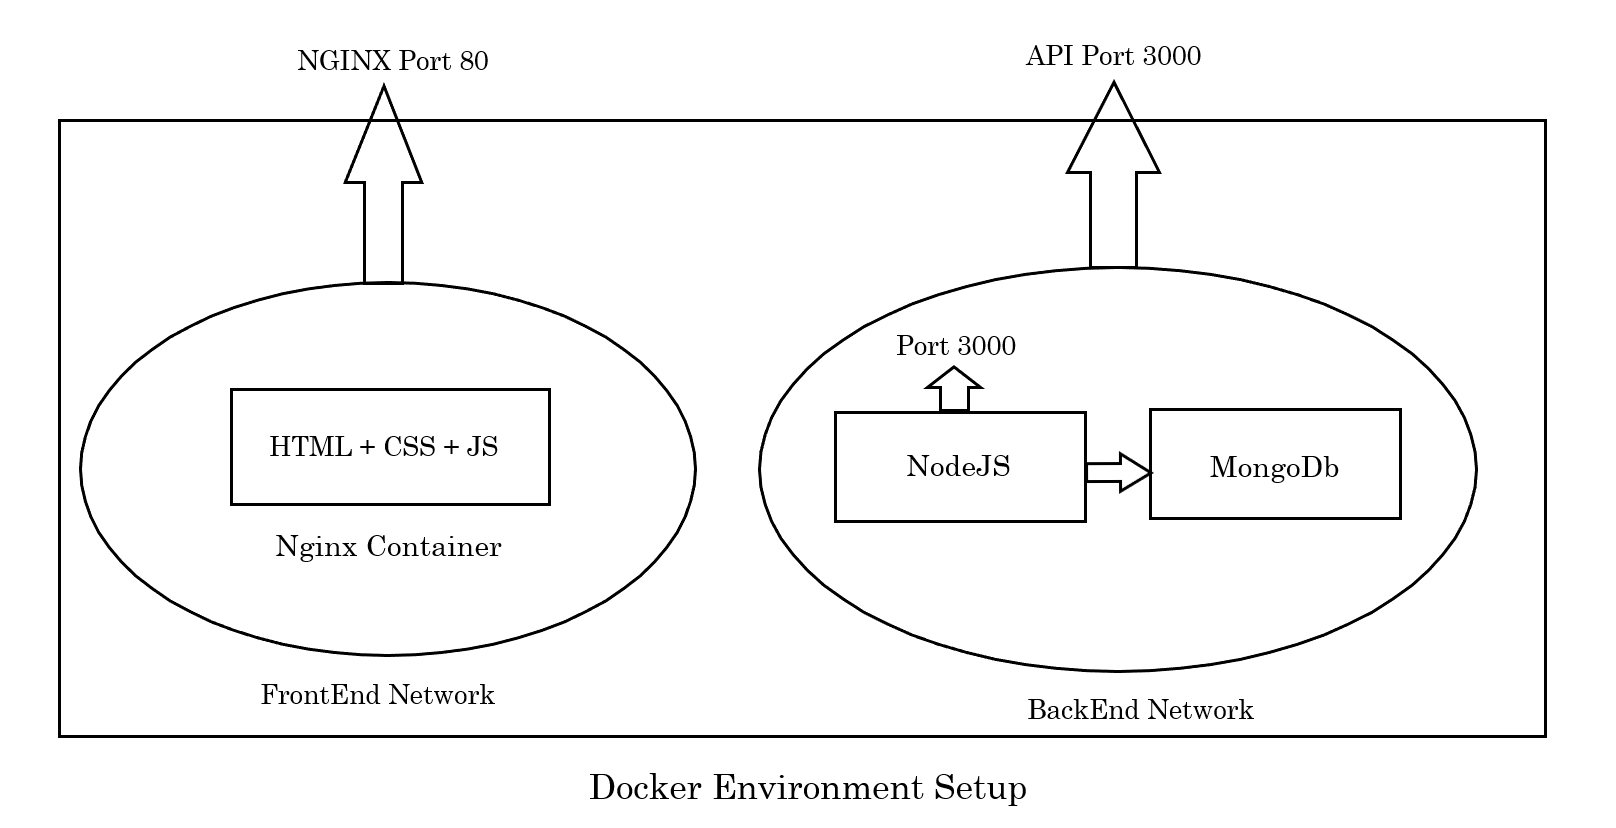 NGINX Port 80
API Port 3000
Port 3000
HTML + CSS + JS
NodeJS
MongoDb
Nginx Container
FrontEnd Network
BackEnd Network
Docker Environment Setup